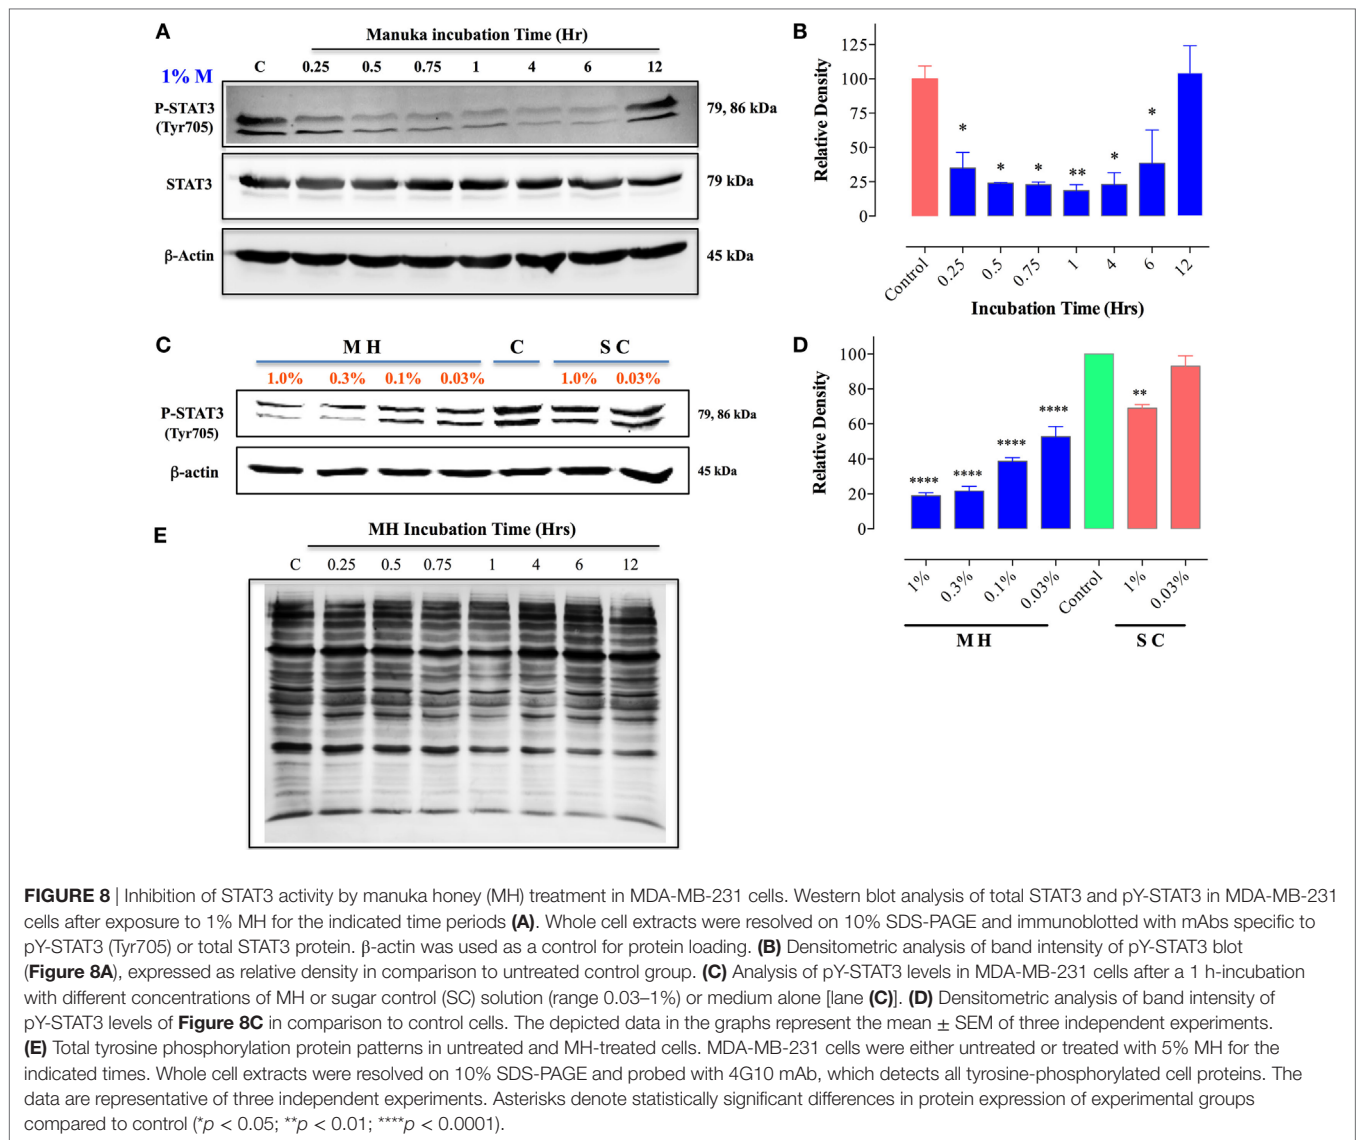 A
Manuka incubation Time (Hr)
1% M
C 0.25 0.5 0.75 1 4 6 12
P-STAT3
(Tyr705)
79, 86 kDa
STAT3
79 kDa
β-Actin
45 kDa
B
Relative Density
125
100
75
50
25
0
* * * ** * *
Control 0.25 0.5 0.75 1 4 6 12
Incubation Time (Hrs)
C
M H C S C
1.0% 0.3% 0.1% 0.03% 1.0% 0.03%
P-STAT3
(Tyr705)
79, 86 kDa
β-actin
45 kDa
D
Relative Density
100
80
60
40
20
0
**** **** **** **** **
1% 0.3% 0.1% 0.03% Control 1% 0.03%
M H S C
E
MH Incubation Time (Hrs)
C 0.25 0.5 0.75 1 4 6 12
FIGURE 8 | Inhibition of STAT3 activity by manuka honey (MH) treatment in MDA-MB-231 cells. Western blot analysis of total STAT3 and pY-STAT3 in MDA-MB-231
cells after exposure to 1% MH for the indicated time periods (A). Whole cell extracts were resolved on 10% SDS-PAGE and immunoblotted with mAbs specific to
pY-STAT3 (Tyr705) or total STAT3 protein. β-actin was used as a control for protein loading. (B) Densitometric analysis of band intensity of pY-STAT3 blot
(Figure 8A), expressed as relative density in comparison to untreated control group. (C) Analysis of pY-STAT3 levels in MDA-MB-231 cells after a 1 h-incubation
with different concentrations of MH or sugar control (SC) solution (range 0.03–1%) or medium alone [lane (C)]. (D) Densitometric analysis of band intensity of
pY-STAT3 levels of Figure 8C in comparison to control cells. The depicted data in the graphs represent the mean ± SEM of three independent experiments.
(E) Total tyrosine phosphorylation protein patterns in untreated and MH-treated cells. MDA-MB-231 cells were either untreated or treated with 5% MH for the
indicated times. Whole cell extracts were resolved on 10% SDS-PAGE and probed with 4G10 mAb, which detects all tyrosine-phosphorylated cell proteins. The
data are representative of three independent experiments. Asterisks denote statistically significant differences in protein expression of experimental groups
compared to control (*p < 0.05; **p < 0.01; ****p < 0.0001).